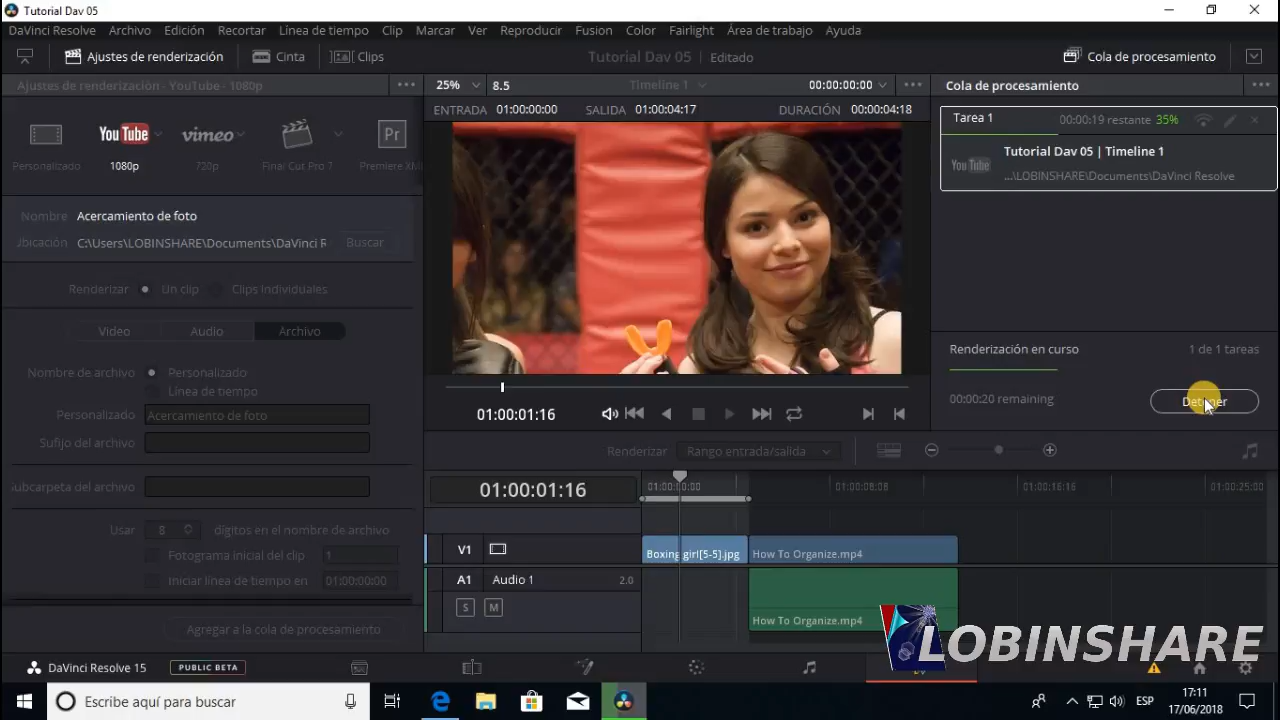 Tutorial Dav 05
DaVinci Resolve Archivo Edición Recortar Línea de tiempo Clip Marcar Ver Reproducir Fusion Color Fairlight Área de trabajo Ayuda
Ajustes de renderización Cinta Clips Tutorial Dav 05 Editado Cola de procesamiento
Ajustes de renderización - YouTube - 1080p
25% 8.5 Timeline 1 00:00:00:00
Cola de procesamiento
ENTRADA 01:00:00:00 SALIDA 01:00:04:17 DURACIÓN 00:00:04:18
Tarea 1 00:00:19 restante 35%
YouTube vimeo Pr
Personalizado 1080p 720p Final Cut Pro 7 Premiere XM
YouTube Tutorial Dav 05 | Timeline 1
...\LOBINSHARE\Documents\DaVinci Resolve
Nombre Acercamiento de foto
Ubicación C:\Users\LOBINSHARE\Documents\DaVinci R Buscar
Renderizar Un clip Clips Individuales
Video Audio Archivo
Nombre de archivo Personalizado
Línea de tiempo
Personalizado Acercamiento de foto
Sufijo del archivo
subcarpeta del archivo
Usar 8 dígitos en el nombre de archivo
Fotograma inicial del clip 1
Iniciar línea de tiempo en 01:00:00:00
Agregar a la cola de procesamiento
Renderización en curso 1 de 1 tareas
00:00:20 remaining Detener
01:00:01:16
Renderizar Rango entrada/salida
01:00:01:16 01:00:00:00 01:00:08:08 01:00:16:16 01:00:25:00
V1 Boxing girl[5-5].jpg How To Organize.mp4
A1 Audio 1 2.0
S M How To Organize.mp4
LOBINSHARE
DaVinci Resolve 15 PUBLIC BETA
Escribe aquí para buscar
ESP 17:11
17/06/2018